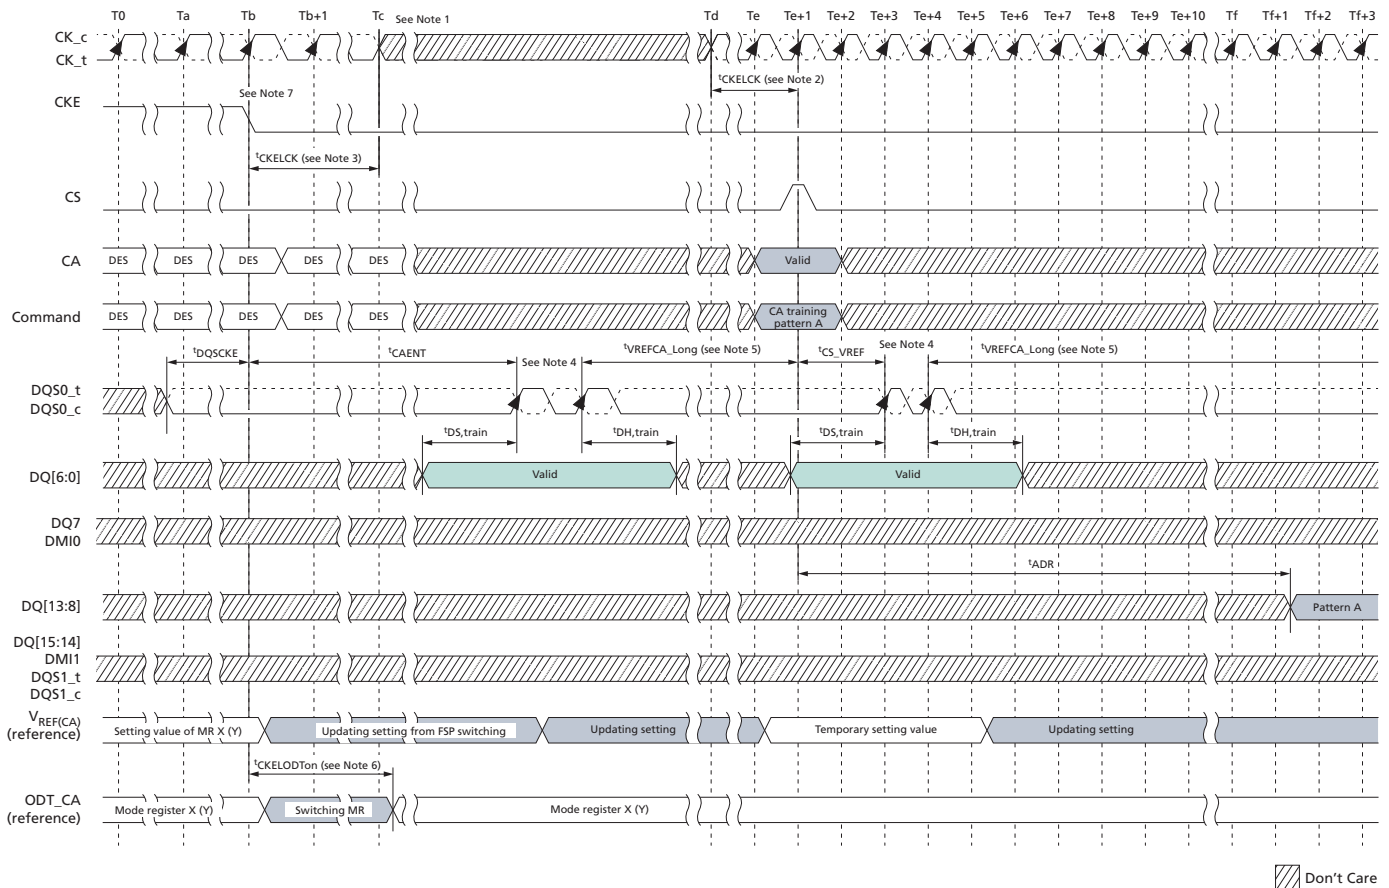 T0 Ta Tb Tb+1 Tc See Note 1 Td Te Te+1 Te+2 Te+3 Te+4 Te+5 Te+6 Te+7 Te+8 Te+9 Te+10 Tf Tf+1 Tf+2 Tf+3
CK_c
CK_t
tCKELCK (see Note 2)
CKE
See Note 7
tCKELCK (see Note 3)
CS
CA DES DES DES DES DES Valid
Command DES DES DES DES DES CA training
pattern A
tDQSCKE tCAENT See Note 4 tVREFCA_Long (see Note 5) tCS_VREF See Note 4 tVREFCA_Long (see Note 5)
DQS0_t
DQS0_c
tDS,train tDH,train tDS,train tDH,train
DQ[6:0] Valid Valid
DQ7
DMI0
tADR
DQ[13:8] Pattern A
DQ[15:14]
DMI1
DQS1_t
DQS1_c
VREF(CA)
(reference) Setting value of MR X (Y) Updating setting from FSP switching Updating setting Temporary setting value Updating setting
tCKELODTon (see Note 6)
ODT_CA
(reference) Mode register X (Y) Switching MR Mode register X (Y)
Don't Care